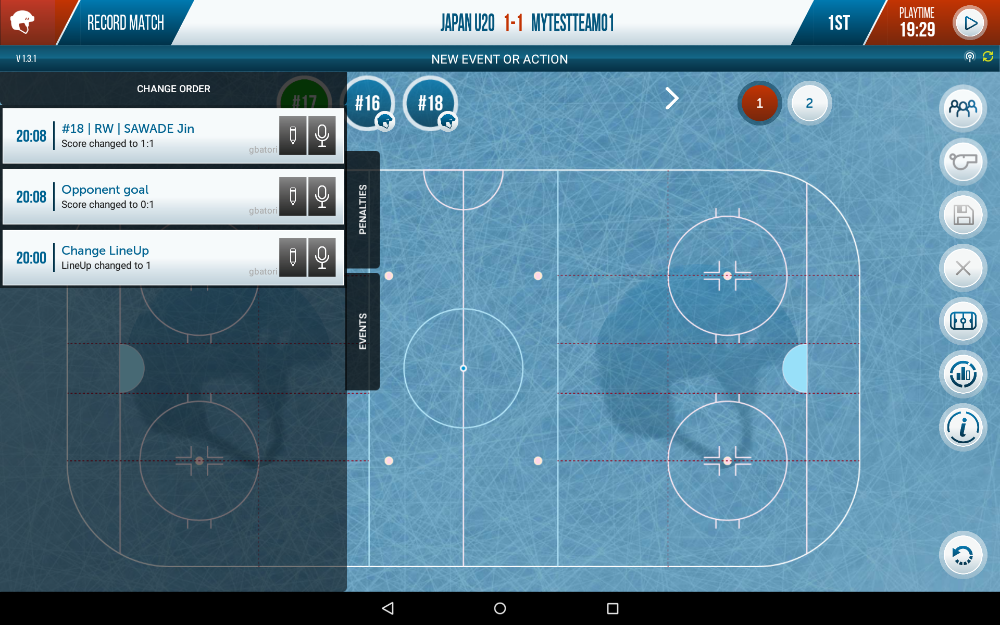 RECORD MATCH
JAPAN U20 1-1 MYTESTTEAM01
1ST
PLAYTIME
19:29
V 1.3.1
NEW EVENT OR ACTION
CHANGE ORDER
#17
#16
#18
1
2
20:08
#18 | RW | SAWADE Jin
Score changed to 1:1
gbatori
20:08
Opponent goal
Score changed to 0:1
gbatori
20:00
Change LineUp
LineUp changed to 1
gbatori
PENALTIES
EVENTS
i